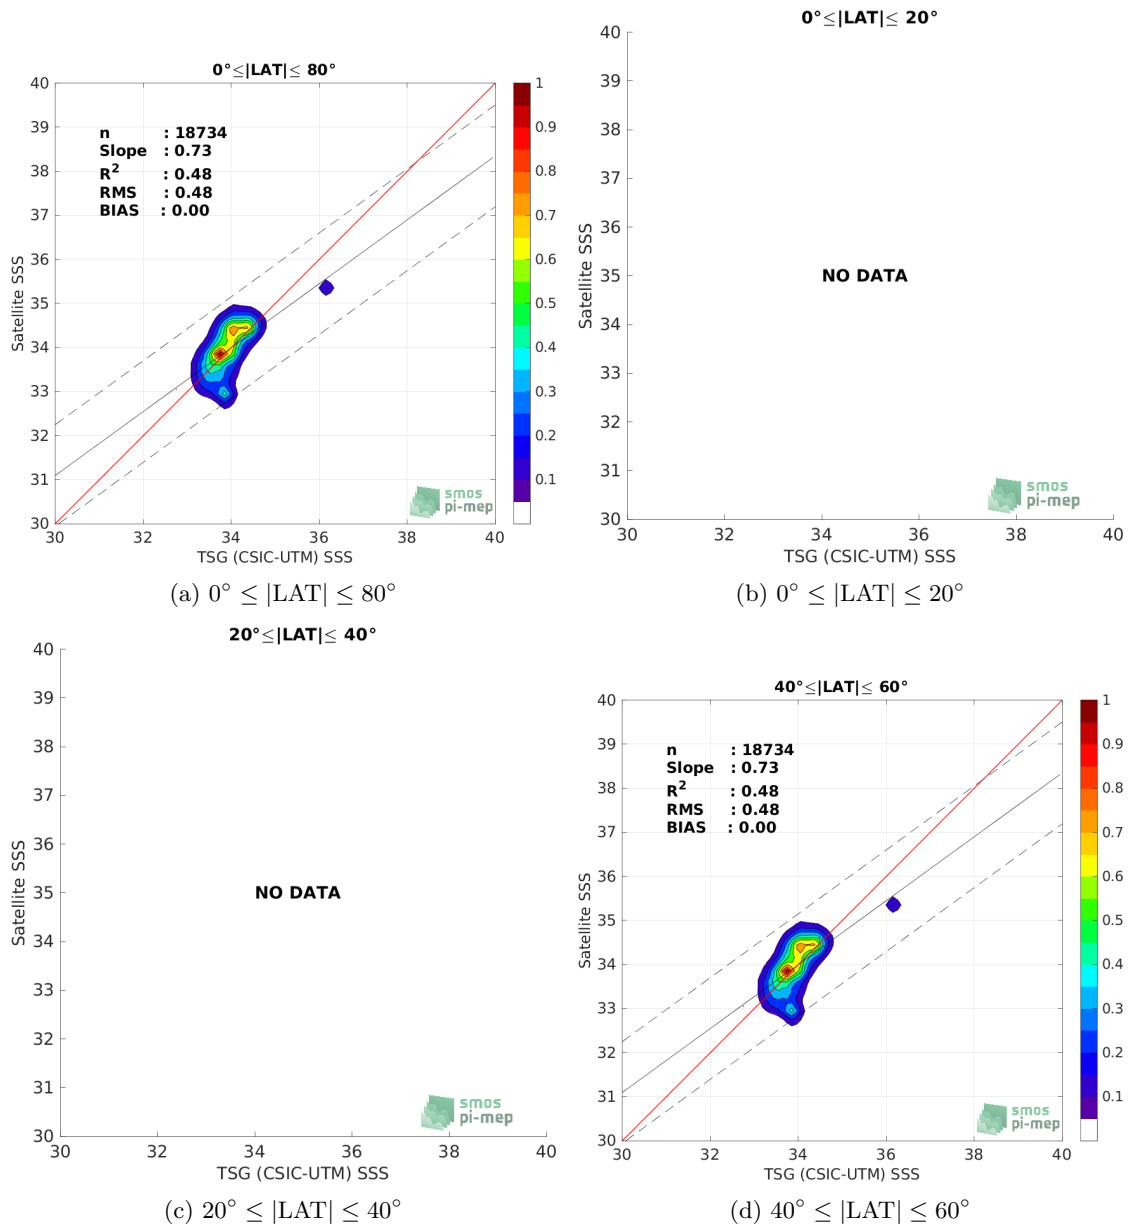 0°≤|LAT|≤ 80°
40
39
38
37
36
35
34
33
32
31
30
Satellite SSS
n : 18734
Slope : 0.73
R² : 0.48
RMS : 0.48
BIAS : 0.00
1
0.9
0.8
0.7
0.6
0.5
0.4
0.3
0.2
0.1
smos
pi-mep
30 32 34 36 38 40
TSG (CSIC-UTM) SSS
(a) 0° ≤ |LAT| ≤ 80°
0°≤|LAT|≤ 20°
40
39
38
37
36
35
34
33
32
31
30
Satellite SSS
NO DATA
smos
pi-mep
30 32 34 36 38 40
TSG (CSIC-UTM) SSS
(b) 0° ≤ |LAT| ≤ 20°
20°≤|LAT|≤ 40°
40
39
38
37
36
35
34
33
32
31
30
Satellite SSS
NO DATA
smos
pi-mep
30 32 34 36 38 40
TSG (CSIC-UTM) SSS
(c) 20° ≤ |LAT| ≤ 40°
40°≤|LAT|≤ 60°
40
39
38
37
36
35
34
33
32
31
30
Satellite SSS
n : 18734
Slope : 0.73
R² : 0.48
RMS : 0.48
BIAS : 0.00
1
0.9
0.8
0.7
0.6
0.5
0.4
0.3
0.2
0.1
smos
pi-mep
30 32 34 36 38 40
TSG (CSIC-UTM) SSS
(d) 40° ≤ |LAT| ≤ 60°